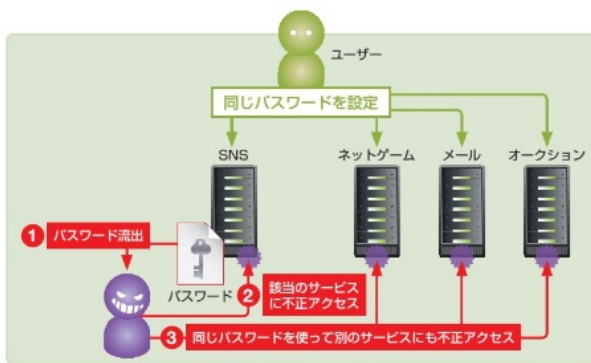 ユーザー
同じパスワードを設定
SNS
ネットゲーム
メール
オークション
1 パスワード流出
パスワード
2 該当のサービス
に不正アクセス
3 同じパスワードを使って別のサービスにも不正アクセス